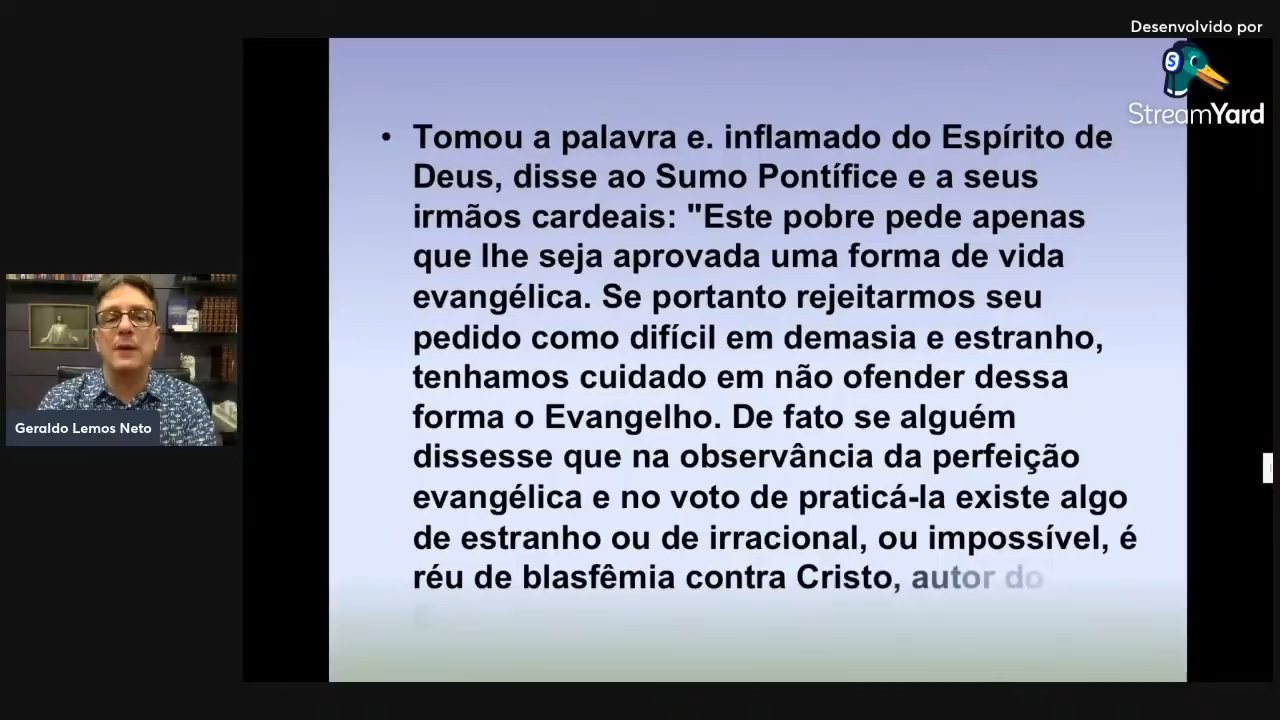 Desenvolvido por
StreamYard
• Tomou a palavra e. inflamado do Espírito de
Deus, disse ao Sumo Pontífice e a seus
irmãos cardeais: "Este pobre pede apenas
que lhe seja aprovada uma forma de vida
evangélica. Se portanto rejeitarmos seu
pedido como difícil em demasia e estranho,
tenhamos cuidado em não ofender dessa
forma o Evangelho. De fato se alguém
dissesse que na observância da perfeição
evangélica e no voto de praticá-la existe algo
de estranho ou de irracional, ou impossível, é
réu de blasfêmia contra Cristo, autor do
Geraldo Lemos Neto